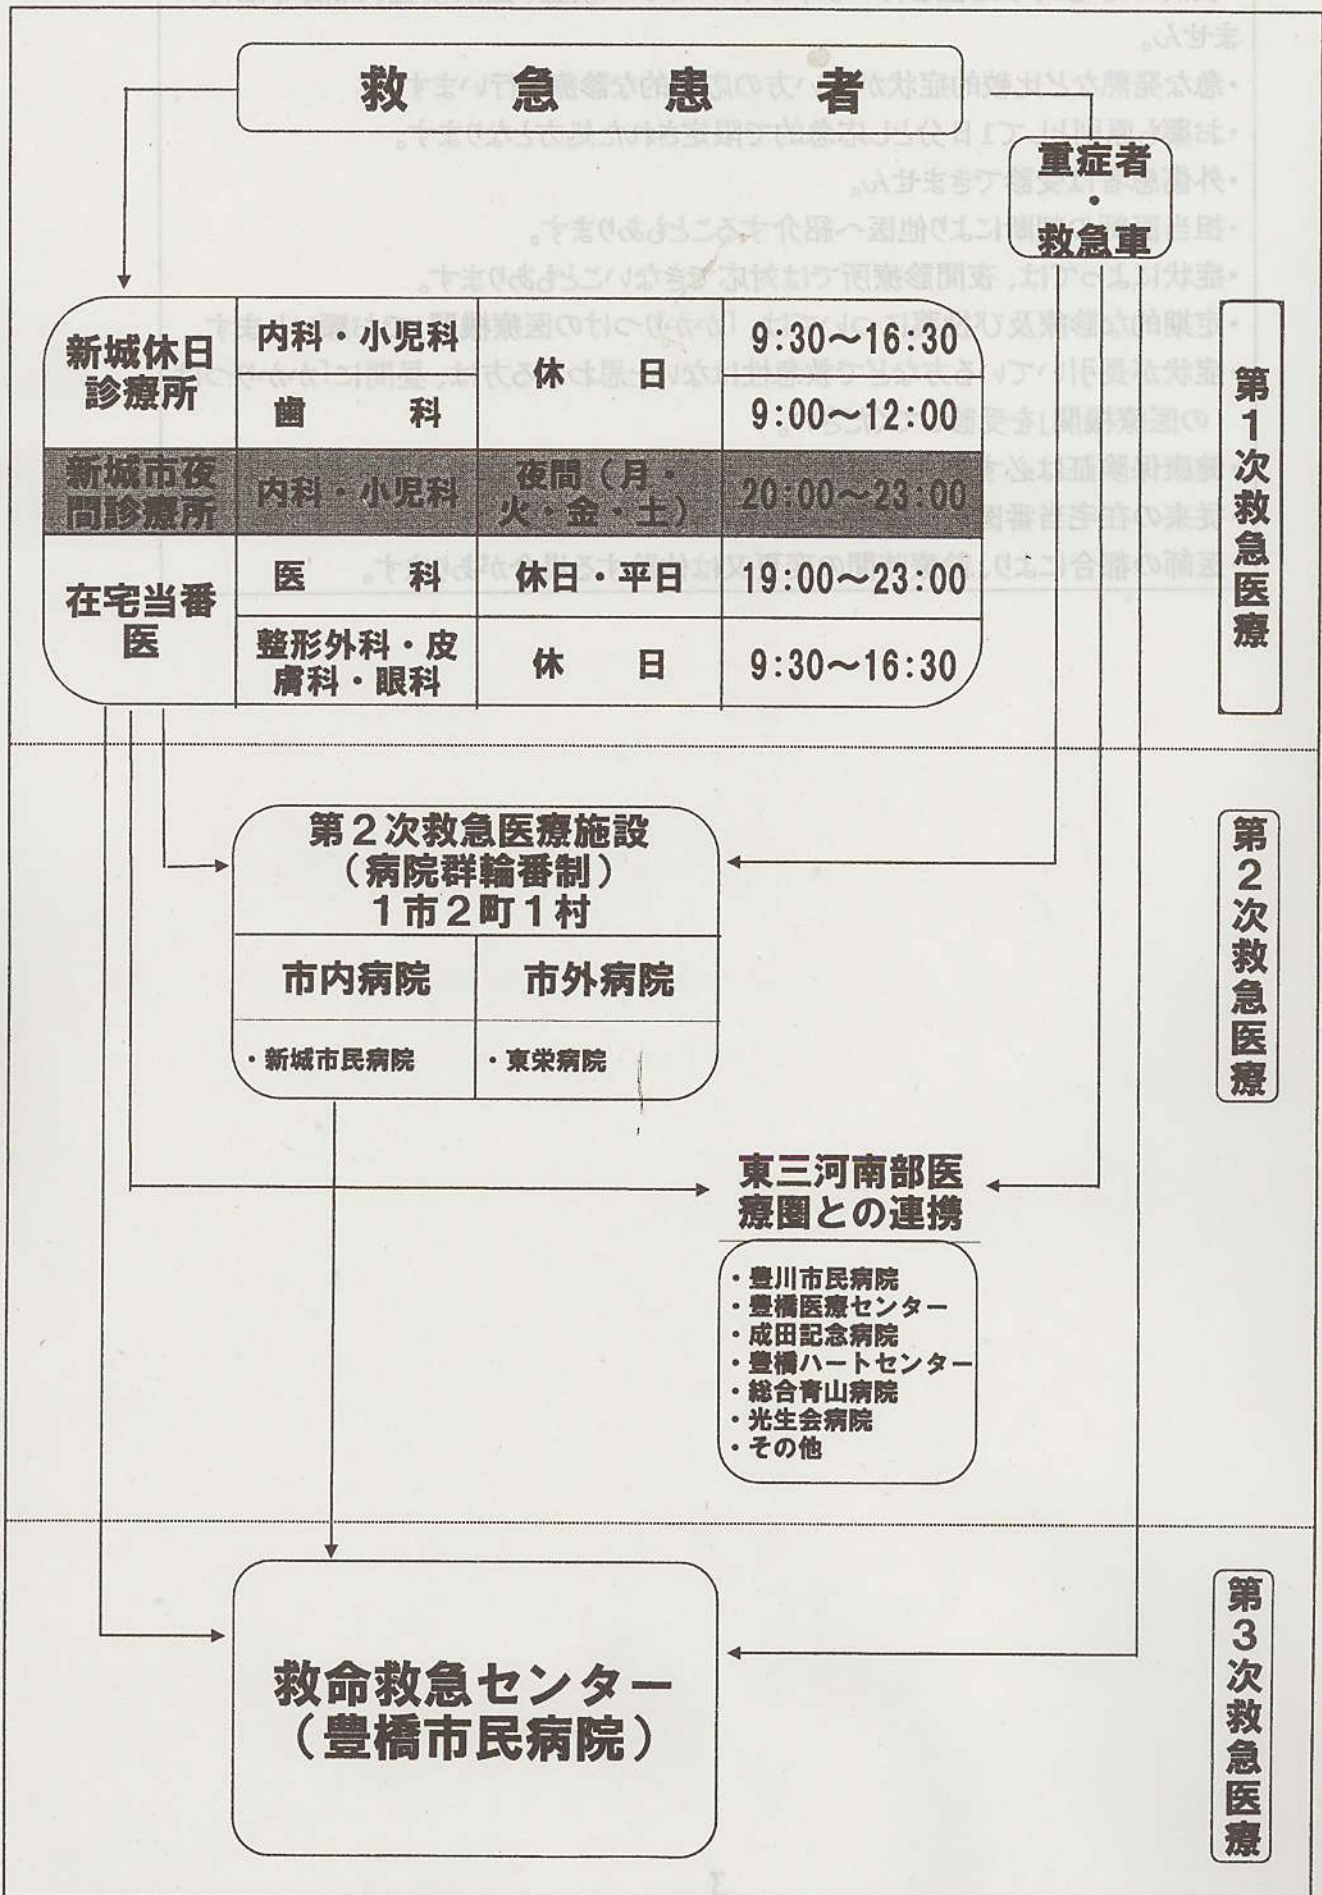 救急患者
重症者
・
救急車
新城休日
診療所
内科・小児科
休日
9:30～16:30
歯科
9:00～12:00
新城市夜
間診療所
内科・小児科
夜間（月・
火・金・土）
20:00～23:00
在宅当番
医
医科
休日・平日
19:00～23:00
整形外科・皮
膚科・眼科
休日
9:30～16:30
第1次救急医療
第２次救急医療施設
（病院群輪番制）
１市２町１村
市内病院
市外病院
・新城市民病院
・東栄病院
第2次救急医療
東三河南部医
療圏との連携
・豊川市民病院
・豊橋医療センター
・成田記念病院
・豊橋ハートセンター
・総合青山病院
・光生会病院
・その他
救命救急センター
（豊橋市民病院）
第3次救急医療